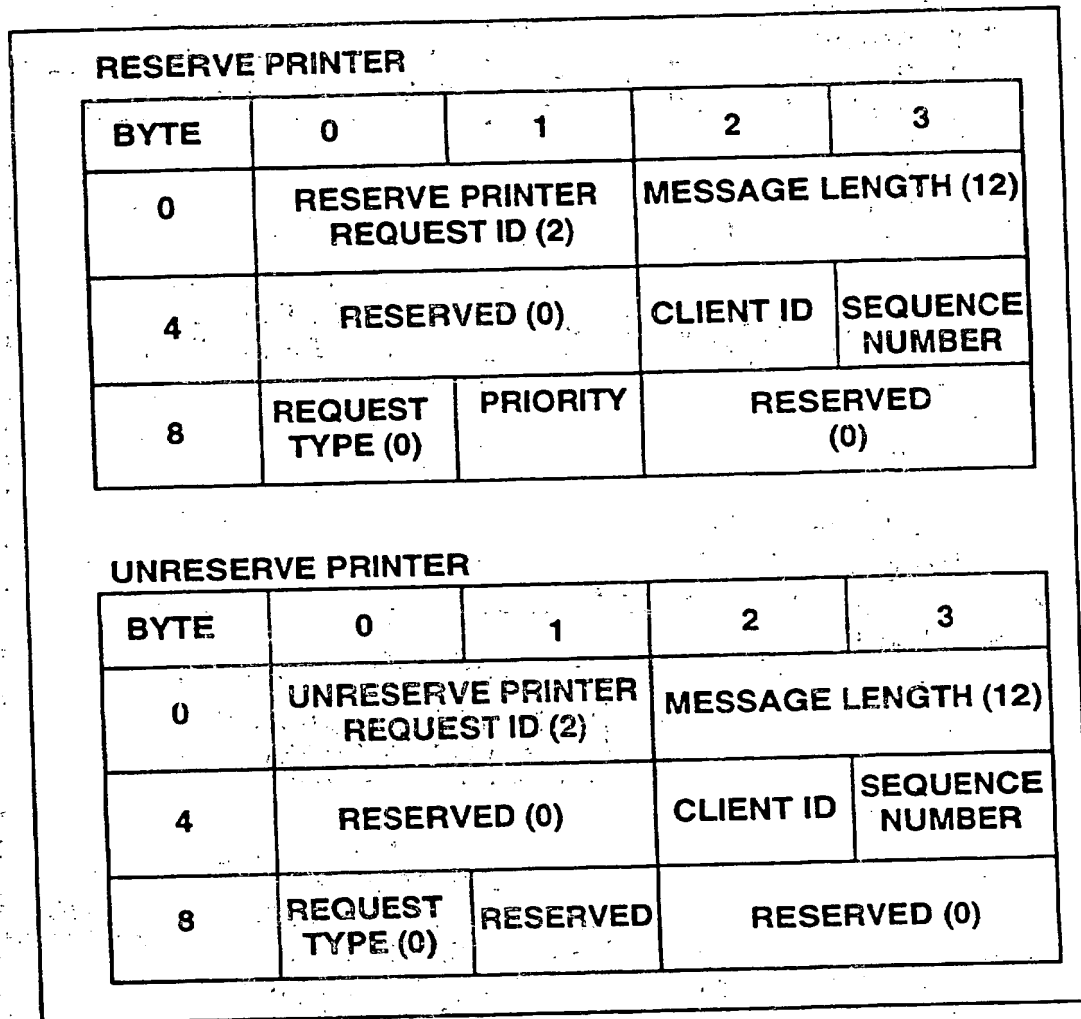 RESERVE PRINTER
BYTE 0 1 2 3
0 RESERVE PRINTER MESSAGE LENGTH (12)
REQUEST ID (2)
4 RESERVED (0) CLIENT ID SEQUENCE
NUMBER
8 REQUEST PRIORITY RESERVED
TYPE (0) (0)
UNRESERVE PRINTER
BYTE 0 1 2 3
0 UNRESERVE PRINTER MESSAGE LENGTH (12)
REQUEST ID (2)
4 RESERVED (0) CLIENT ID SEQUENCE
NUMBER
8 REQUEST RESERVED RESERVED (0)
TYPE (0)